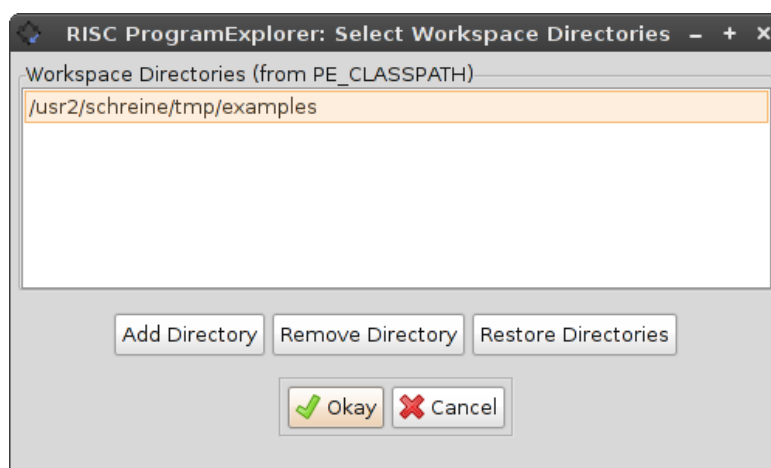 RISC ProgramExplorer: Select Workspace Directories
Workspace Directories (from PE_CLASSPATH)
/usr2/schreine/tmp/examples
Add Directory Remove Directory Restore Directories
Okay Cancel